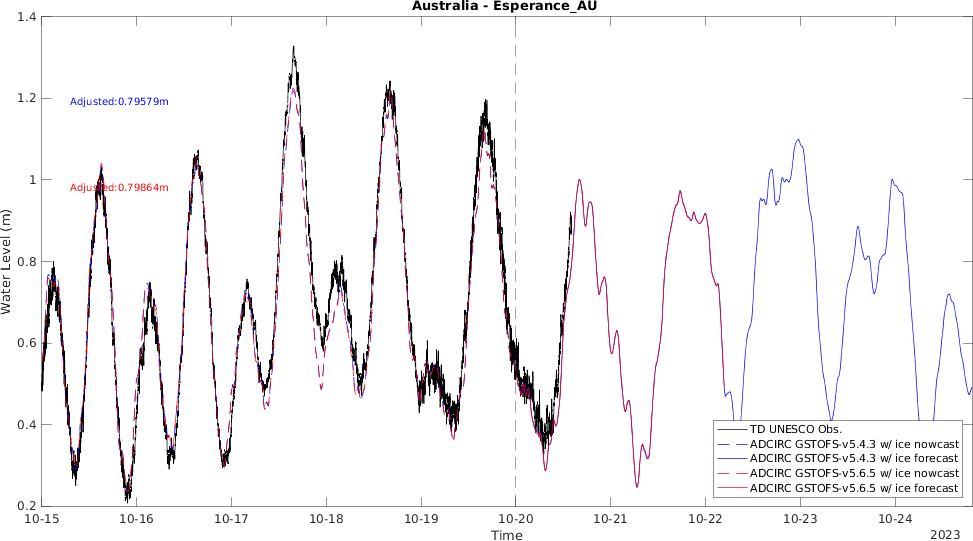 Australia - Esperance_AU
1.4
1.2
1
0.8
0.6
0.4
0.2
Water Level (m)
Adjusted:0.79579m
Adjusted:0.79864m
TD UNESCO Obs.
ADCIRC GSTOFS-v5.4.3 w/ ice nowcast
ADCIRC GSTOFS-v5.4.3 w/ ice forecast
ADCIRC GSTOFS-v5.6.5 w/ ice nowcast
ADCIRC GSTOFS-v5.6.5 w/ ice forecast
10-15 10-16 10-17 10-18 10-19 10-20 10-21 10-22 10-23 10-24
Time
2023